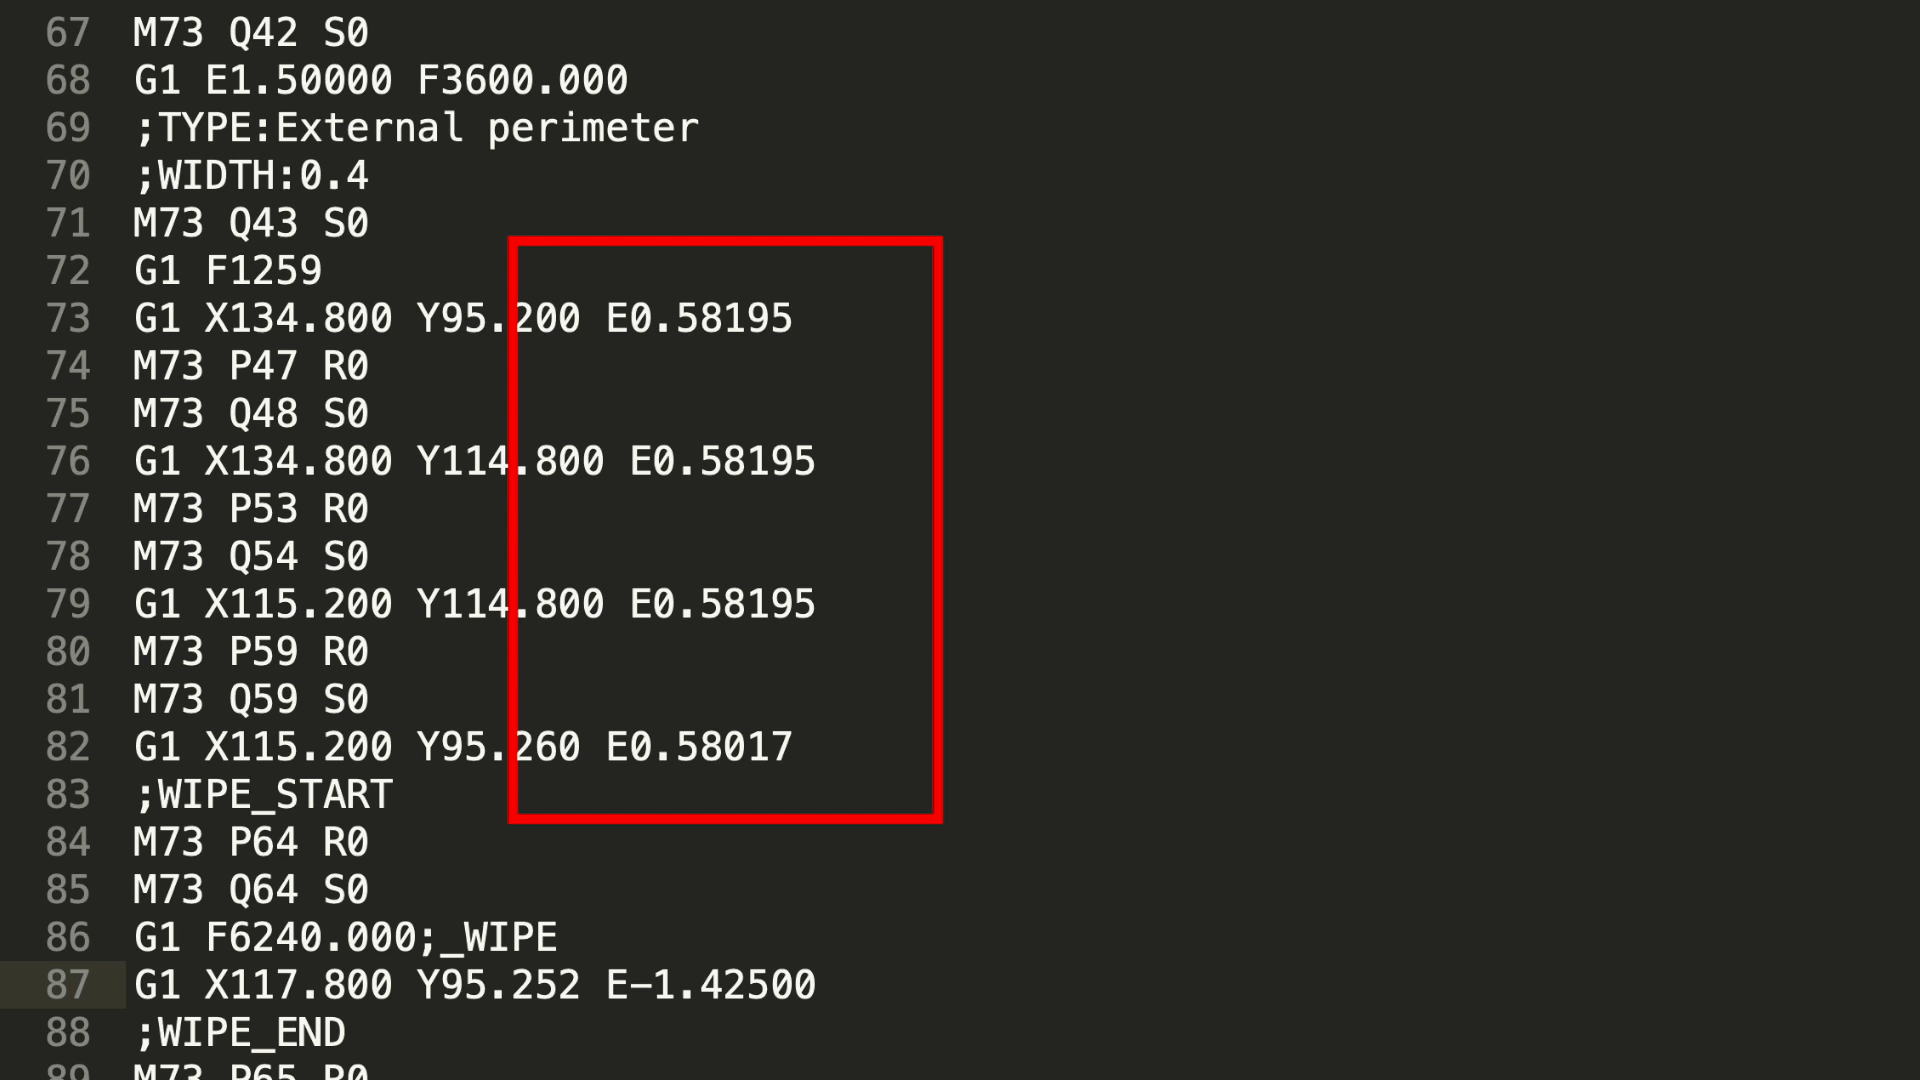 67 M73 Q42 S0
68 G1 E1.50000 F3600.000
69 ;TYPE:External perimeter
70 ;WIDTH:0.4
71 M73 Q43 S0
72 G1 F1259
73 G1 X134.800 Y95.200 E0.58195
74 M73 P47 R0
75 M73 Q48 S0
76 G1 X134.800 Y114.800 E0.58195
77 M73 P53 R0
78 M73 Q54 S0
79 G1 X115.200 Y114.800 E0.58195
80 M73 P59 R0
81 M73 Q59 S0
82 G1 X115.200 Y95.260 E0.58017
83 ;WIPE_START
84 M73 P64 R0
85 M73 Q64 S0
86 G1 F6240.000;_WIPE
87 G1 X117.800 Y95.252 E-1.42500
88 ;WIPE_END
89 M73 P65 R0